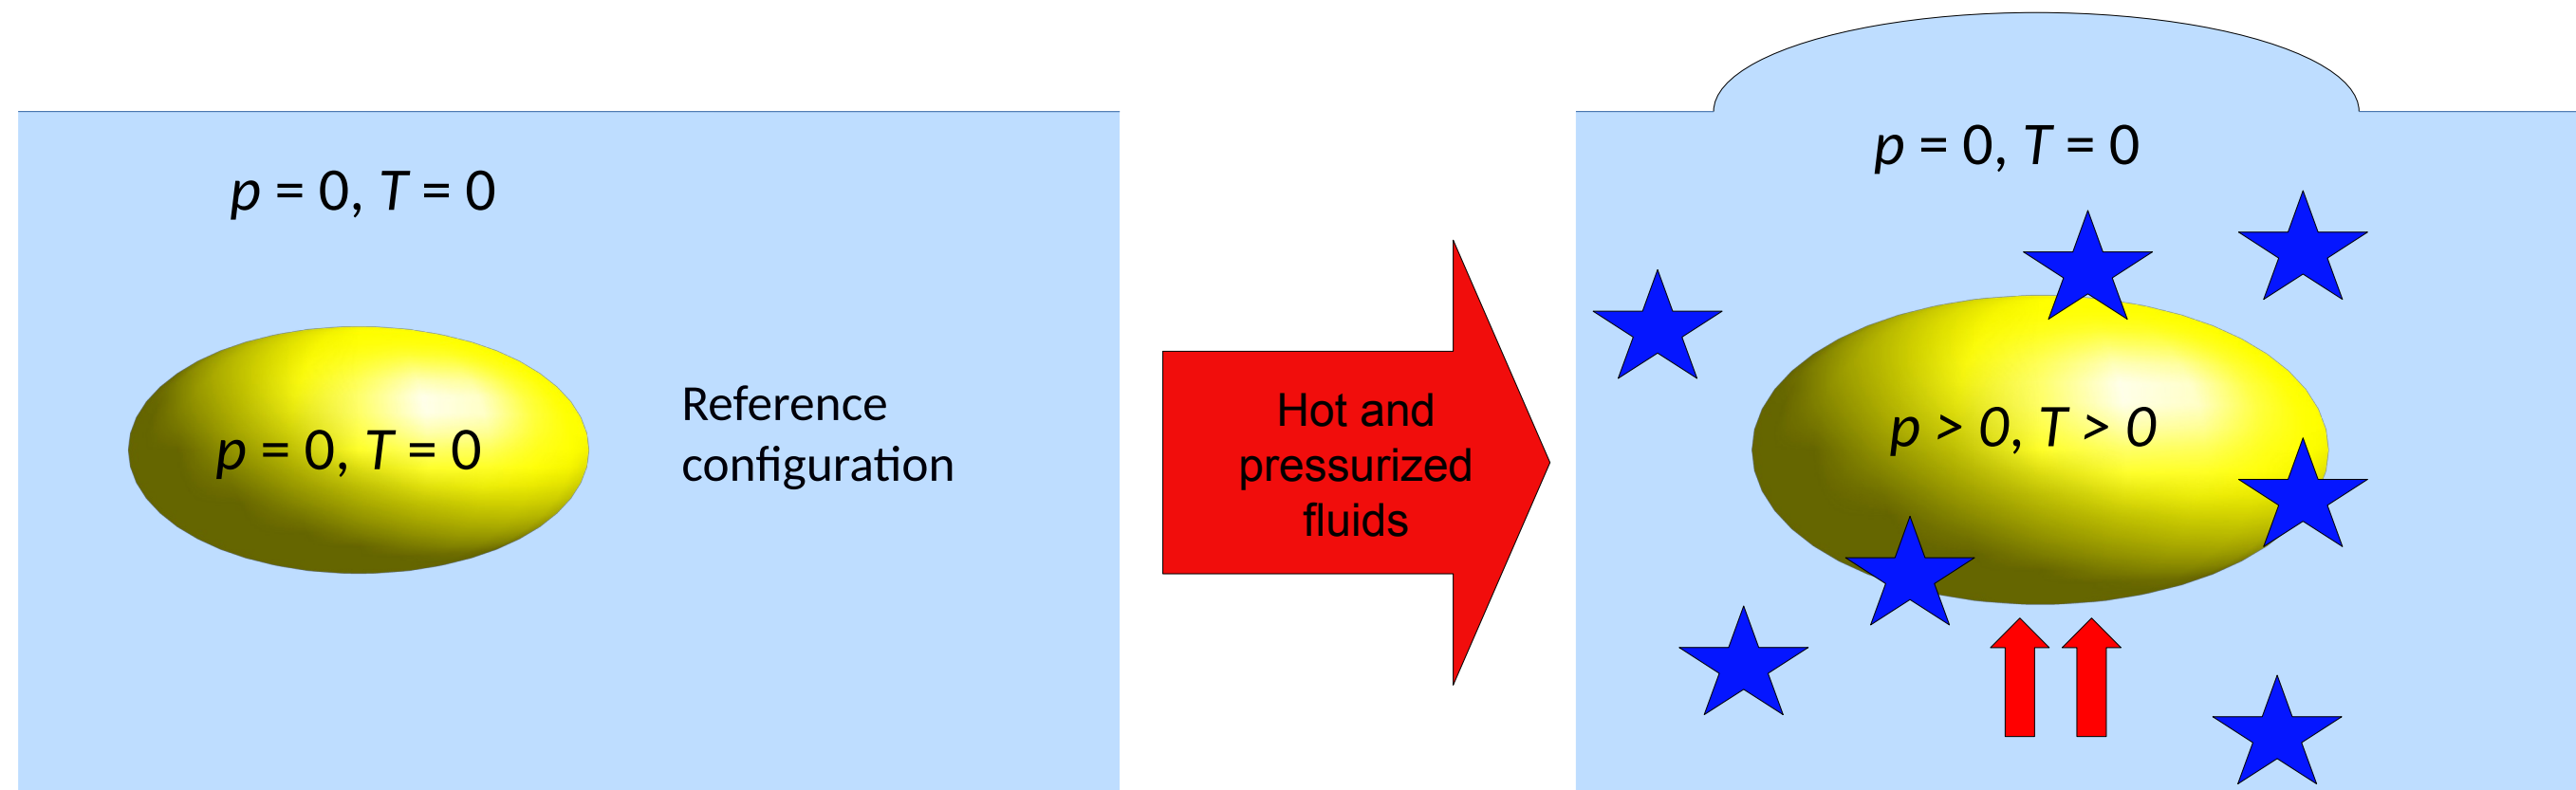 p = 0, T = 0
p = 0, T = 0
Reference
configuration
Hot and
pressurized
fluids
p = 0, T = 0
p > 0, T > 0